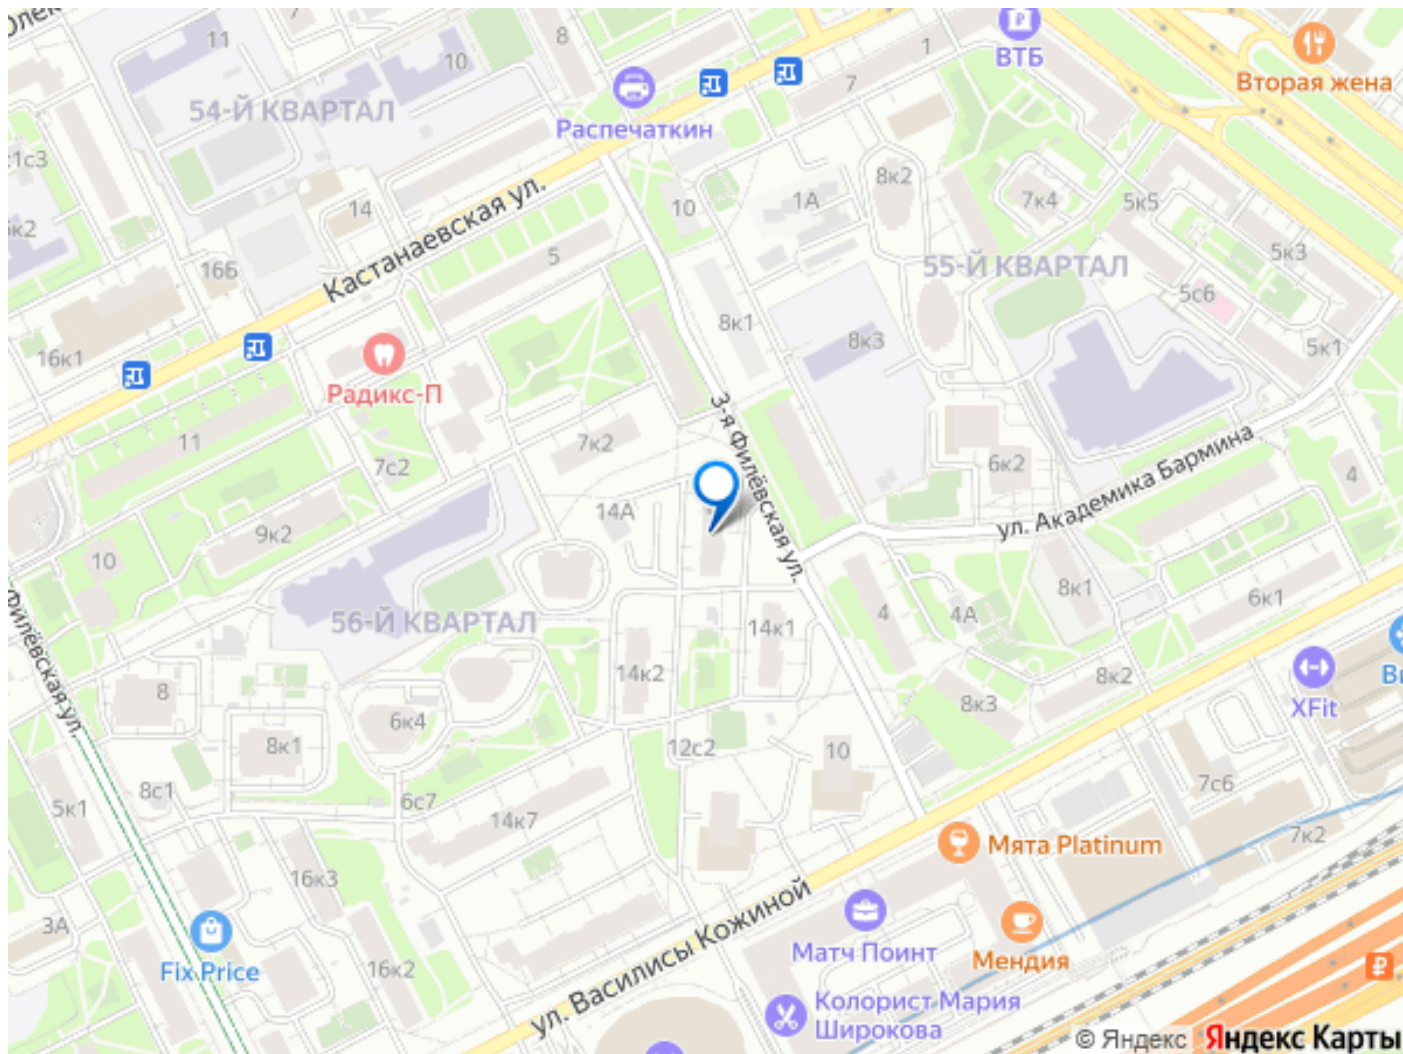 11
8
1
ВТБ
10
Вторая жена
54-Й КВАРТАЛ
7
Распечаткин
1с3
14
10
1А
8к2
7к4
5к5
к2
Кастанаевская ул.
5
16Б
55-Й КВАРТАЛ
5к3
5с6
8к1
8к3
5к1
16к1
Радикс-П
3-я Филёвская ул.
11
7к2
7с2
6к2
ул. Академика Бармина
4
14А
9к2
10
8к1
6к1
56-Й КВАРТАЛ
14к1
4
4А
Филёвская ул.
14к2
8к2
8
6к4
8к3
XFit
8к1
12с2
10
8с1
6с7
14к7
7с6
5к1
7к2
Мята Platinum
16к3
3А
Fix Price
16к2
ул. Василисы Кожиной
Матч Поинт
Мендия
Колорист Мария
Широкова
© Яндекс Яндекс Карты